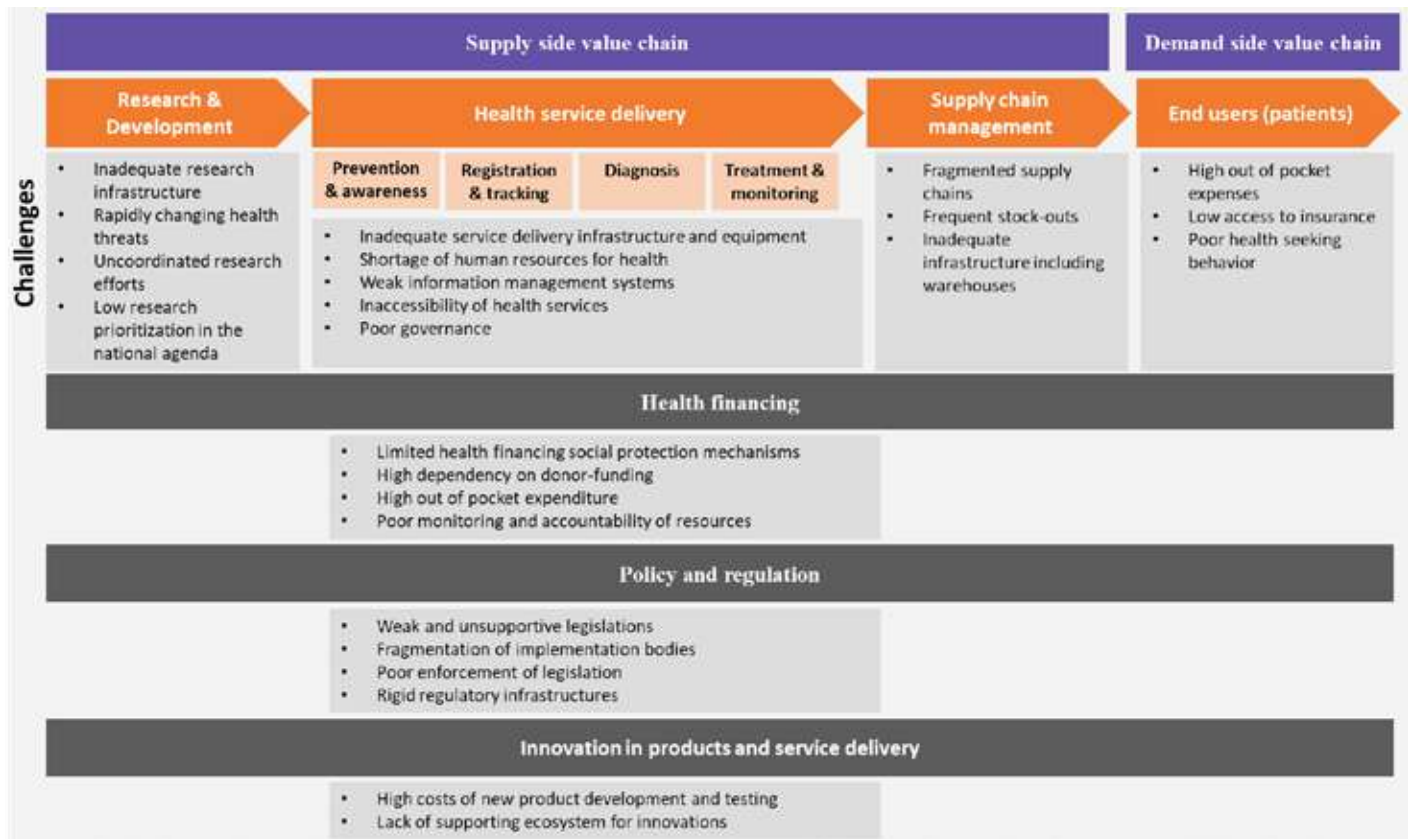 Supply side value chain
Demand side value chain
Challenges
Research &
Development
Health service delivery
Supply chain
management
End users (patients)
• Inadequate research
infrastructure
• Rapidly changing health
threats
• Uncoordinated research
efforts
• Low research
prioritization in the
national agenda
Prevention
& awareness
Registration
& tracking
Diagnosis
Treatment &
monitoring
• Inadequate service delivery infrastructure and equipment
• Shortage of human resources for health
• Weak information management systems
• Inaccessibility of health services
• Poor governance
• Fragmented supply
chains
• Frequent stock-outs
• Inadequate
infrastructure including
warehouses
• High out of pocket
expenses
• Low access to insurance
• Poor health seeking
behavior
Health financing
• Limited health financing social protection mechanisms
• High dependency on donor-funding
• High out of pocket expenditure
• Poor monitoring and accountability of resources
Policy and regulation
• Weak and unsupportive legislations
• Fragmentation of implementation bodies
• Poor enforcement of legislation
• Rigid regulatory infrastructures
Innovation in products and service delivery
• High costs of new product development and testing
• Lack of supporting ecosystem for innovations